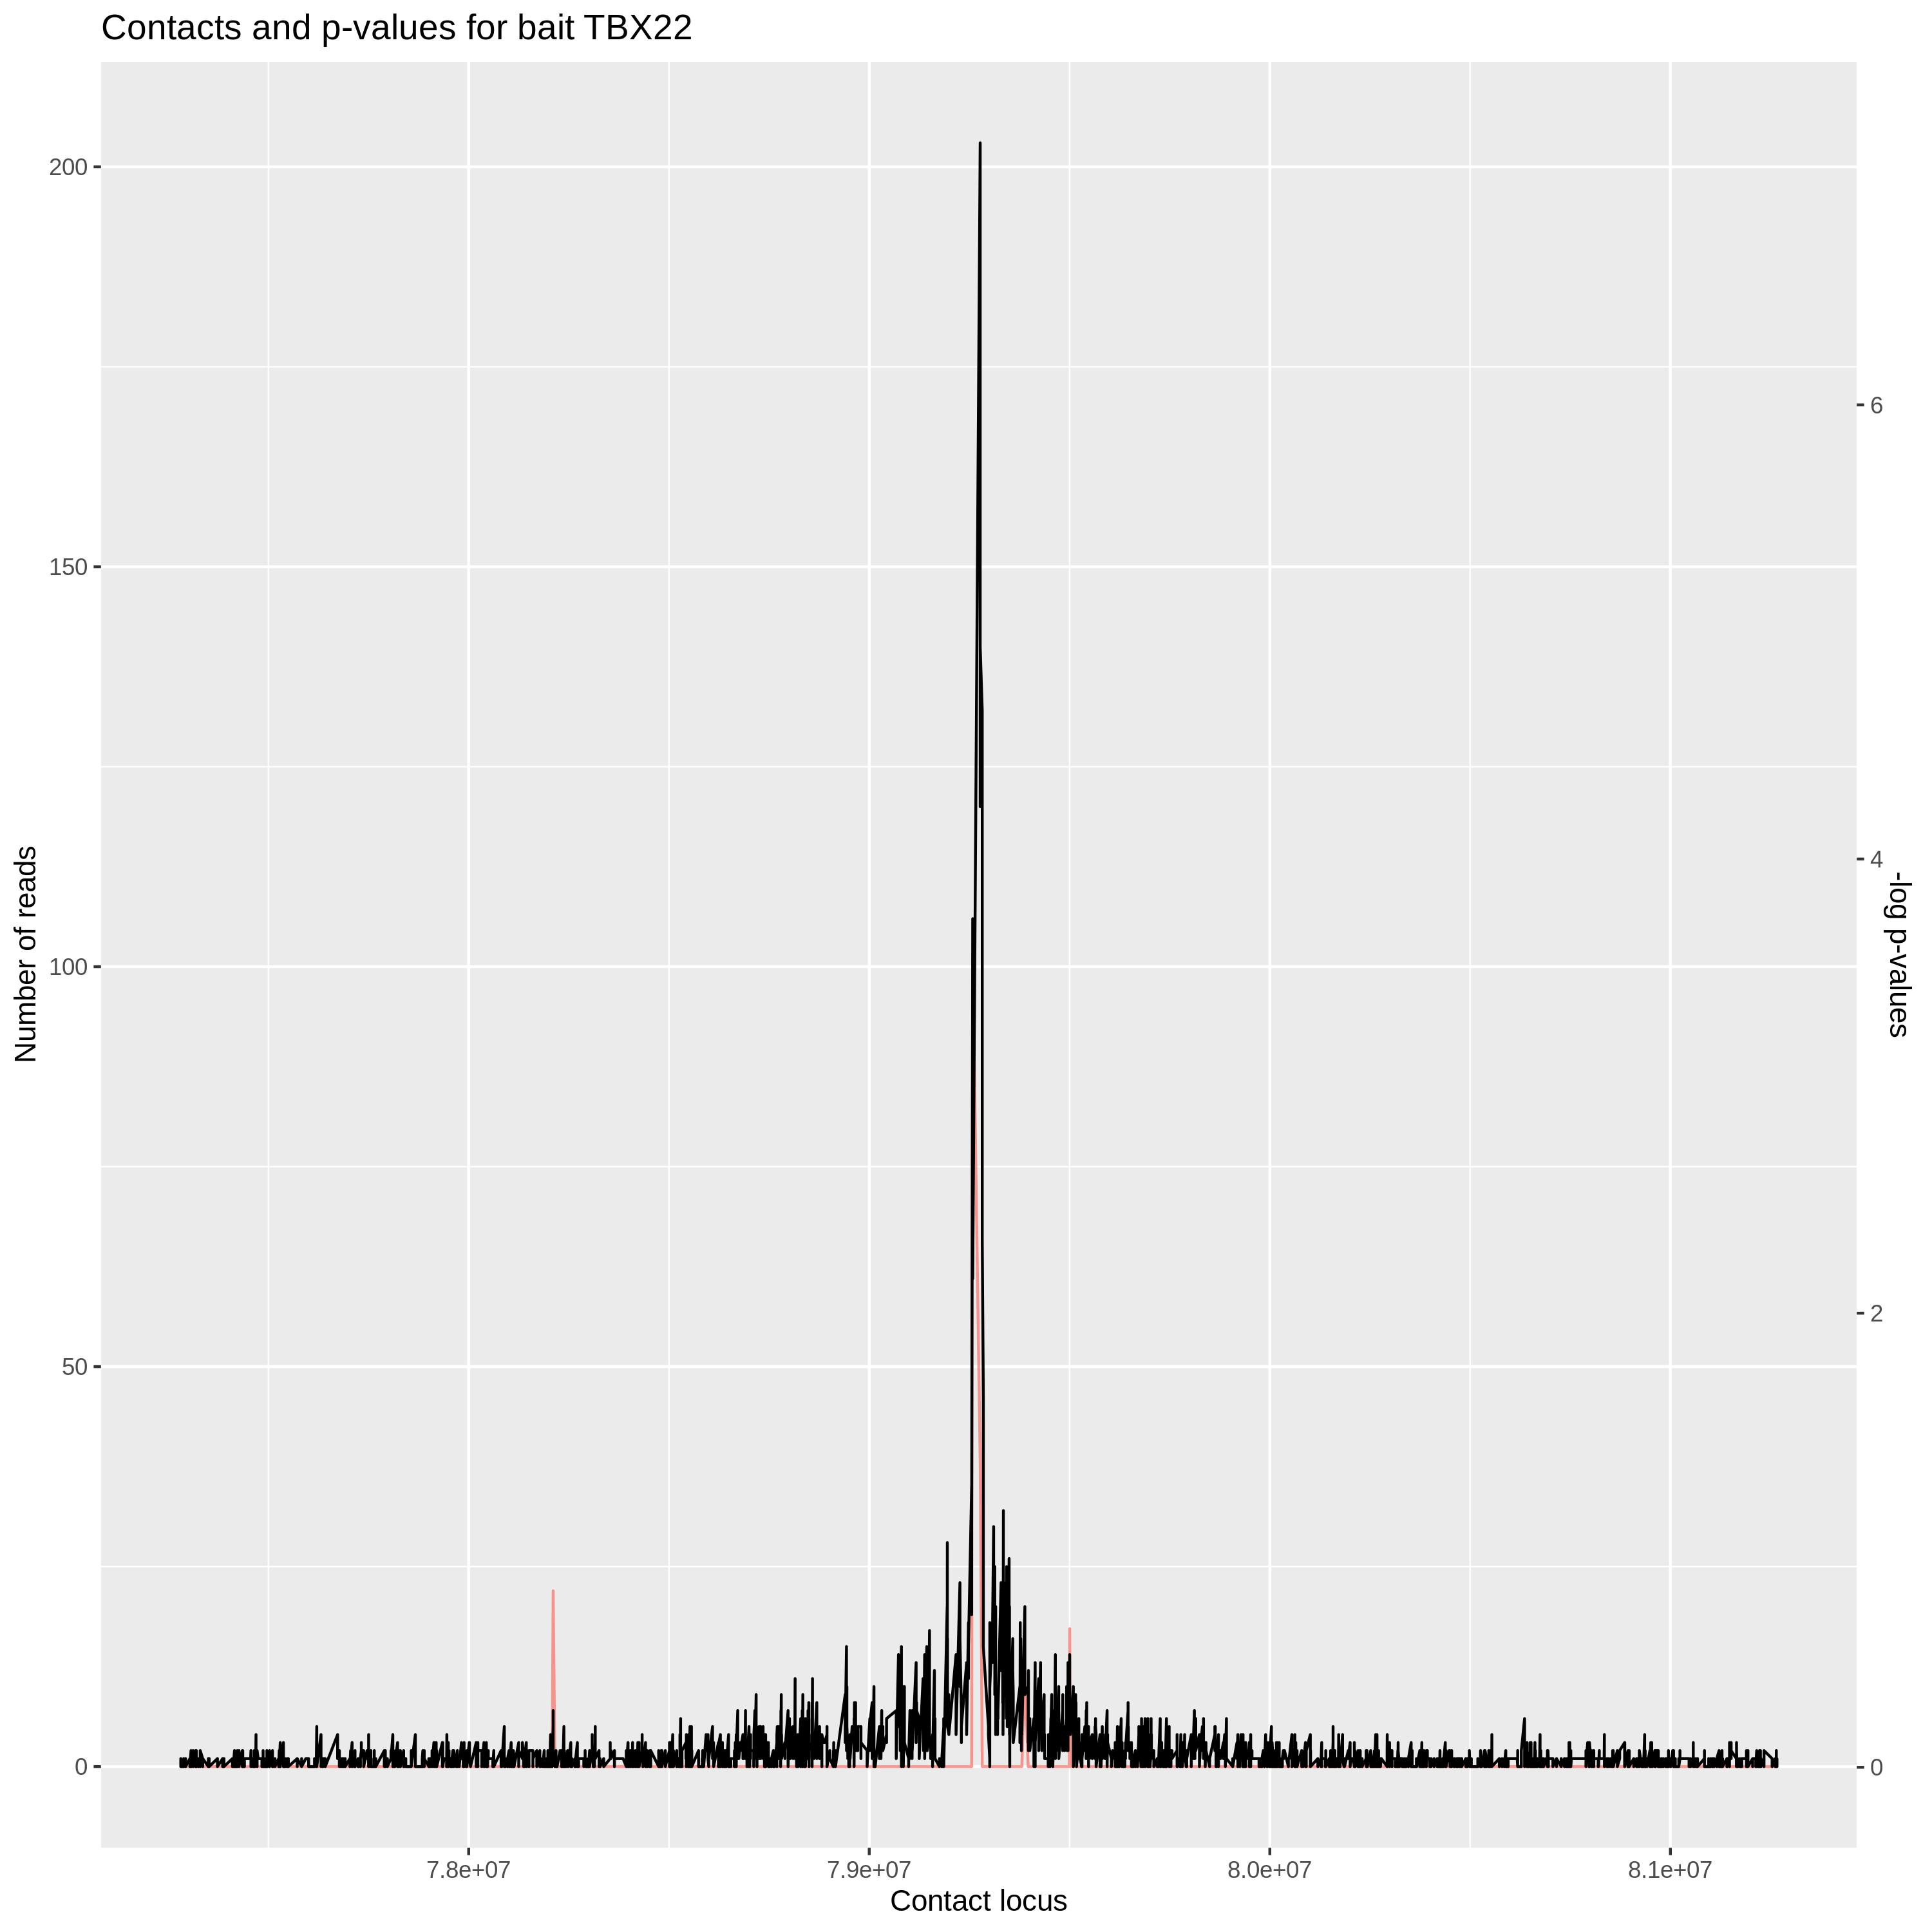 Contacts and p-values for bait TBX22
200
150
100
50
0
Number of reads
6
4
2
0
-log p-values
7.8e+07
7.9e+07
8.0e+07
8.1e+07
Contact locus